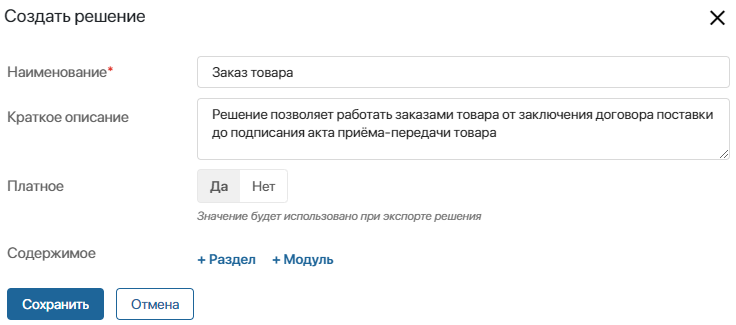 Создать решение
Наименование*
Заказ товара
Краткое описание
Решение позволяет работать заказами товара от заключения договора поставки
до подписания акта приёма-передачи товара
Платное
Да Нет
Значение будет использовано при экспорте решения
Содержимое
+ Раздел + Модуль
Сохранить Отмена